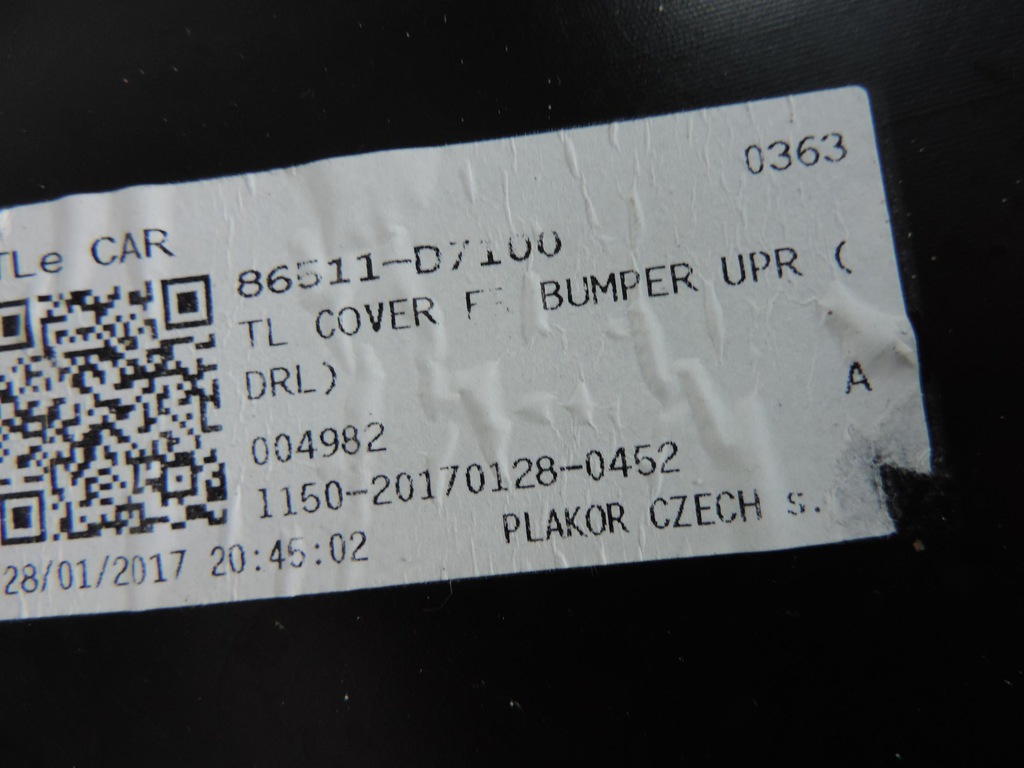 0363
TLe CAR
86511-D7100
TL COVER BUMPER UPR (
DRL)
A
004982
1150-20170128-0452
PLAKOR CZECH S.
28/01/2017 20:45:02